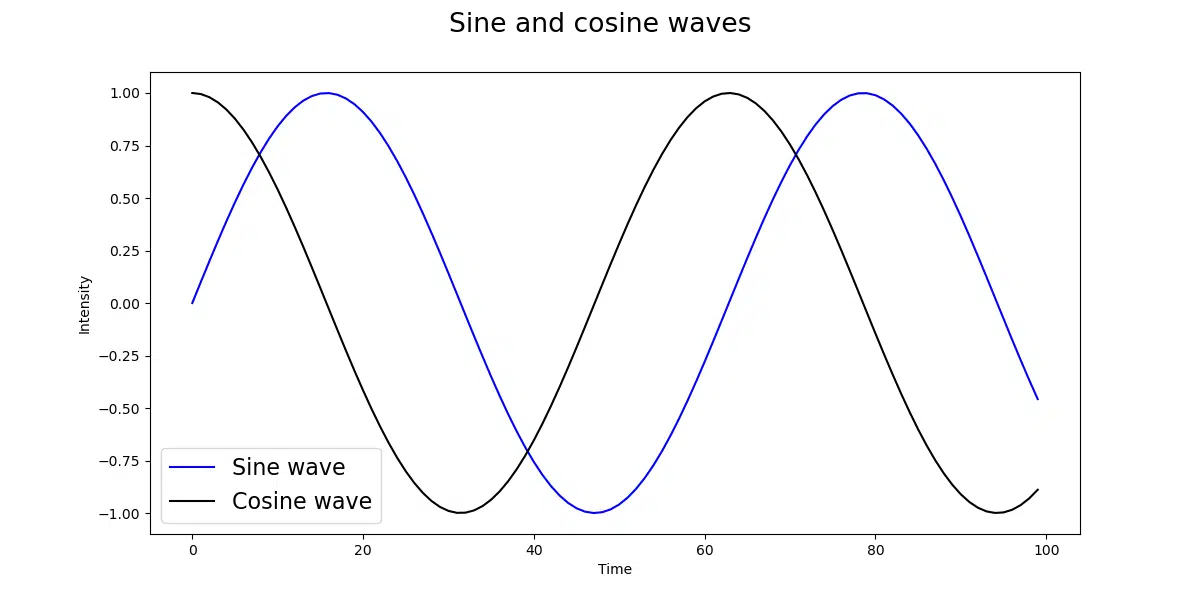 Sine and cosine waves
1.00
0.75
0.50
0.25
0.00
−0.25
−0.50
−0.75
−1.00
Intensity
Sine wave
Cosine wave
0 20 40 60 80 100
Time